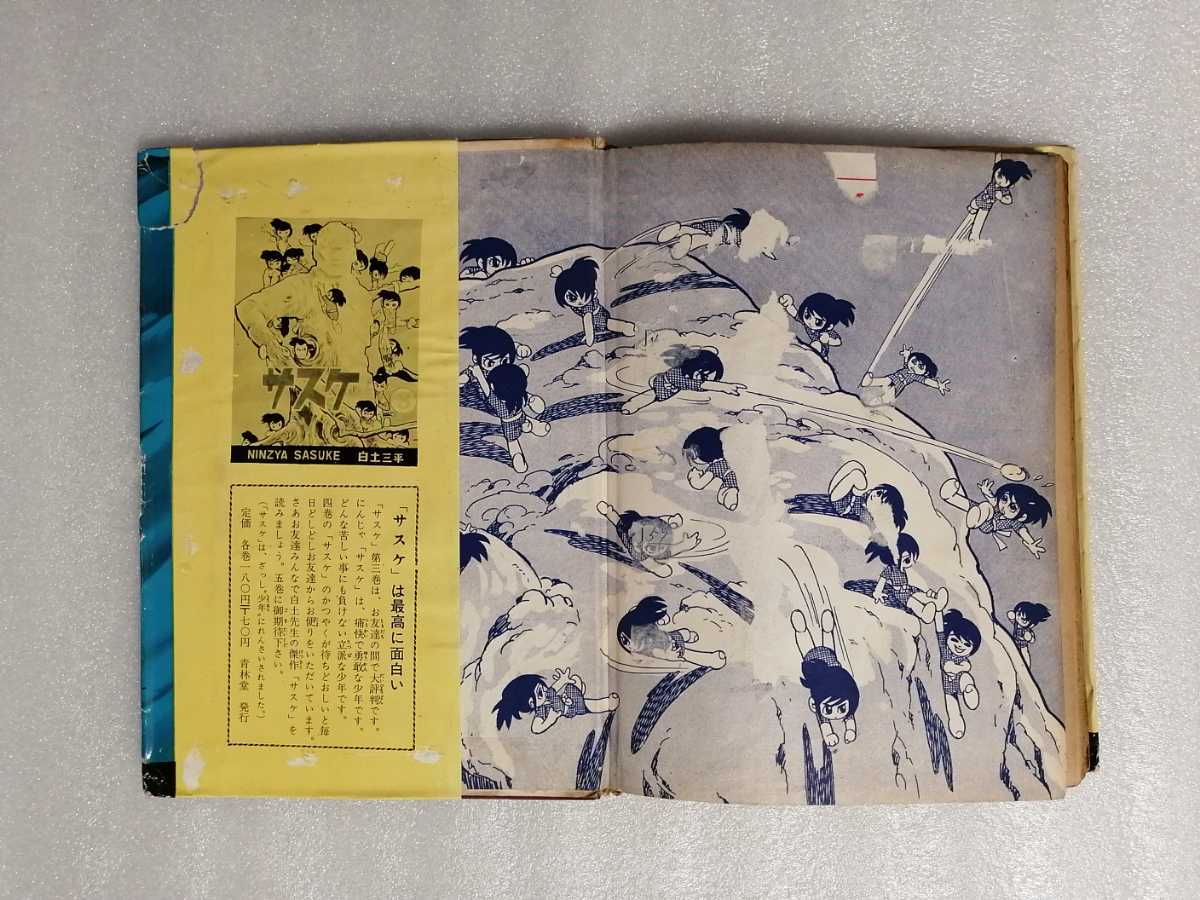 サスケ
NINZYA SASUKE 白土三平
「サスケ」は最高に面白い
「サスケ」第三巻は、お友達の間で大評判です。
にんじゃ「サスケ」は、痛快で勇敢な少年です。
どんな苦しい事にも負けない立派な少年です。
四巻の「サスケ」のかつやくが待ちどおしいと毎
日どしどしお友達からお便りをいただいています。
さあお友達みんなで白土先生の傑作「サスケ」を
読みましょう。五巻に御期待下さい。
(「サスケ」は、ざっし〝少年〟にれんさいされました。)
定価 各巻一八〇円〒七〇円 青林堂 発行